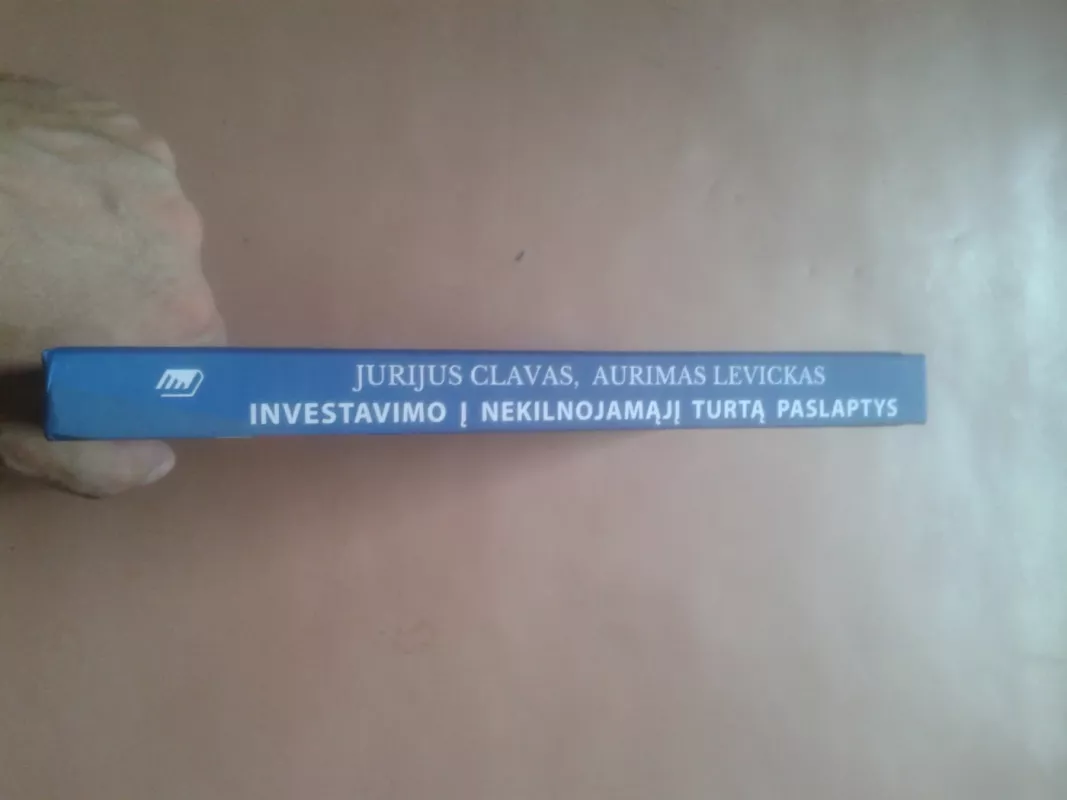 JURIJUS CLAVAS, AURIMAS LEVICKAS
INVESTAVIMO Į NEKILNOJAMĄJĮ TURTĄ PASLAPTYS